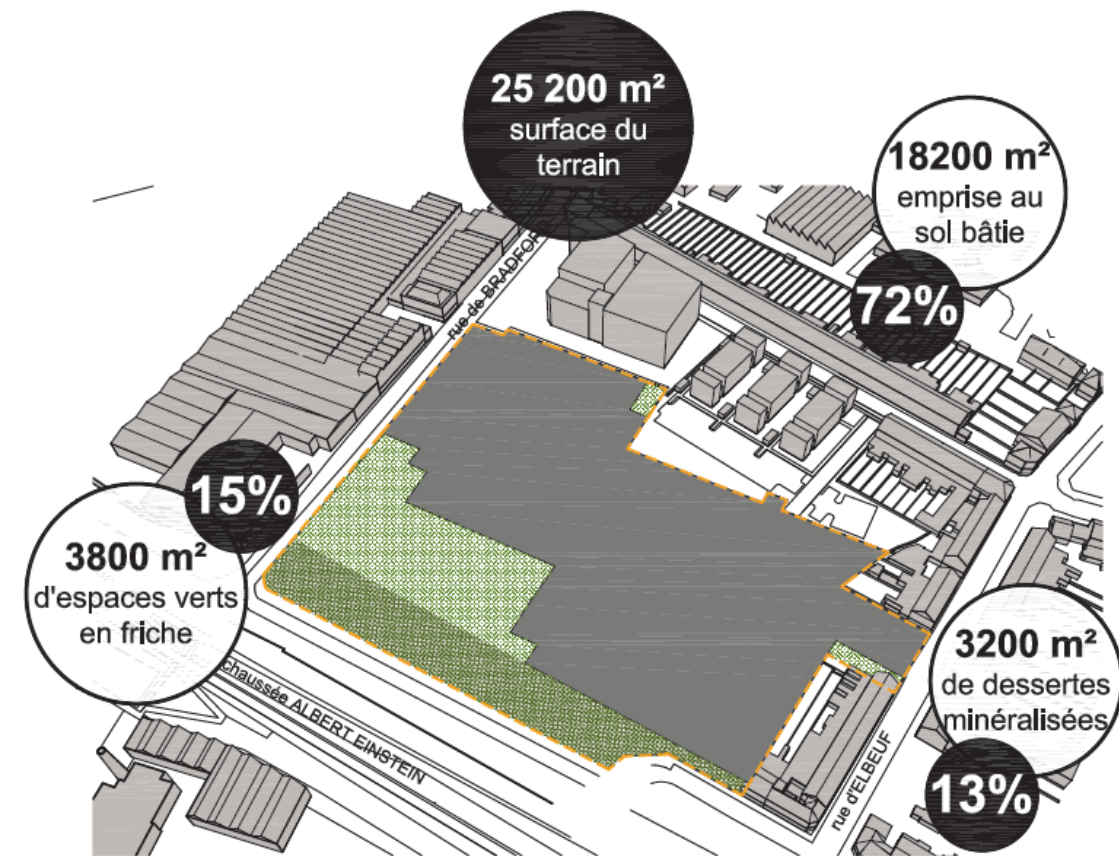 25 200 m²
surface du
terrain
18200 m²
emprise au
sol bâtie
72%
rue de BRADFORD
15%
3800 m²
d'espaces verts
en friche
3200 m²
de dessertes
minéralisées
13%
chaussée ALBERT EINSTEIN
rue d'ELBEUF